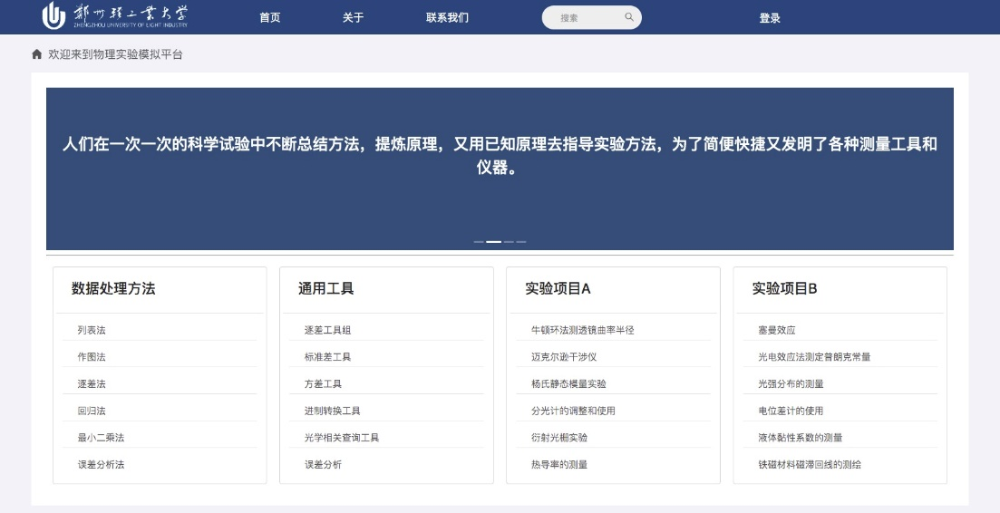 郑州轻工业大学
ZHENGZHOU UNIVERSITY OF LIGHT INDUSTRY
首页
关于
联系我们
搜索
登录
欢迎来到物理实验模拟平台
人们在一次一次的科学试验中不断总结方法，提炼原理，又用已知原理去指导实验方法，为了简便快捷又发明了各种测量工具和
仪器。
数据处理方法
列表法
作图法
逐差法
回归法
最小二乘法
误差分析法
通用工具
逐差工具组
标准差工具
方差工具
进制转换工具
光学相关查询工具
误差分析
实验项目A
牛顿环法测透镜曲率半径
迈克尔逊干涉仪
杨氏静态模量实验
分光计的调整和使用
衍射光栅实验
热导率的测量
实验项目B
塞曼效应
光电效应法测定普朗克常量
光强分布的测量
电位差计的使用
液体黏性系数的测量
铁磁材料磁滞回线的测绘